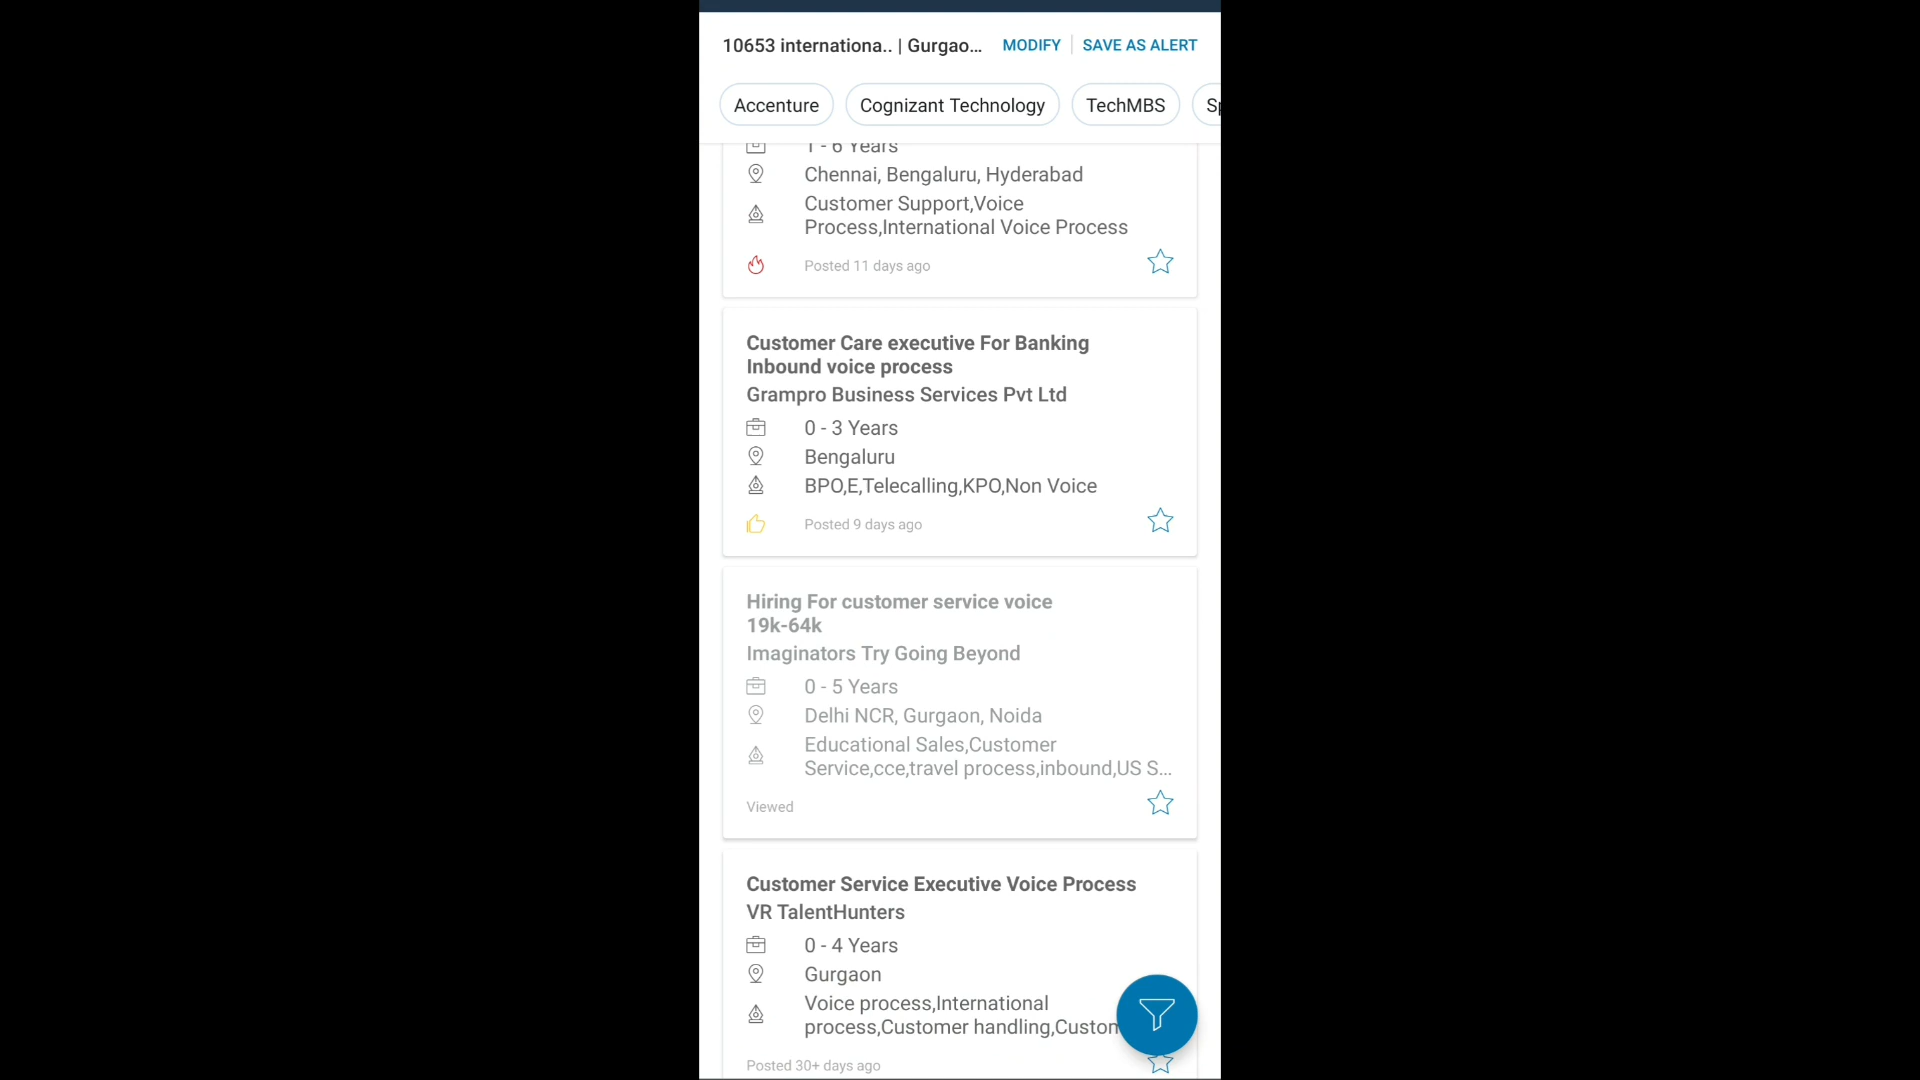 10653 internationa.. | Gurgao... MODIFY SAVE AS ALERT
Accenture Cognizant Technology TechMBS Sp
1 - 6 Years
Chennai, Bengaluru, Hyderabad
Customer Support,Voice
Process,International Voice Process
Posted 11 days ago
Customer Care executive For Banking
Inbound voice process
Grampro Business Services Pvt Ltd
0 - 3 Years
Bengaluru
BPO,E,Telecalling,KPO,Non Voice
Posted 9 days ago
Hiring For customer service voice
19k-64k
Imaginators Try Going Beyond
0 - 5 Years
Delhi NCR, Gurgaon, Noida
Educational Sales,Customer
Service,cce,travel process,inbound,US S...
Viewed
Customer Service Executive Voice Process
VR TalentHunters
0 - 4 Years
Gurgaon
Voice process,International
process,Customer handling,Custom
Posted 30+ days ago